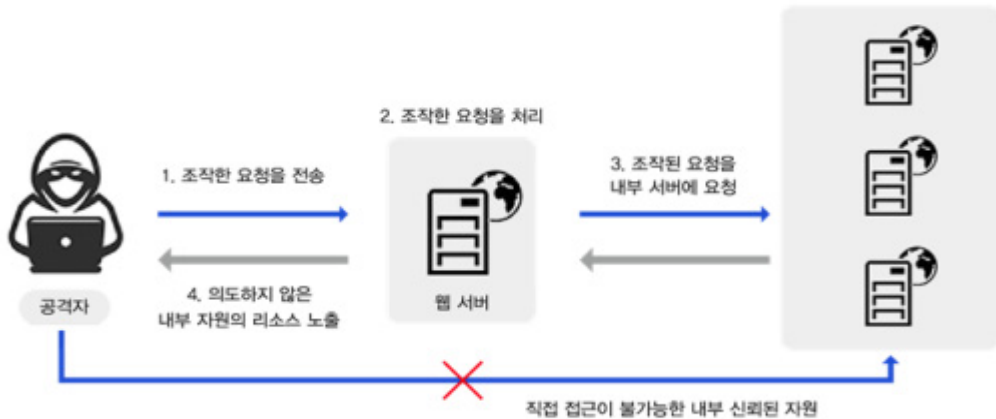 2. 조작한 요청을 처리
1. 조작한 요청을 전송
3. 조작된 요청을
내부 서버에 요청
4. 의도하지 않은
내부 자원의 리소스 노출
공격자
웹 서버
직접 접근이 불가능한 내부 신뢰된 자원